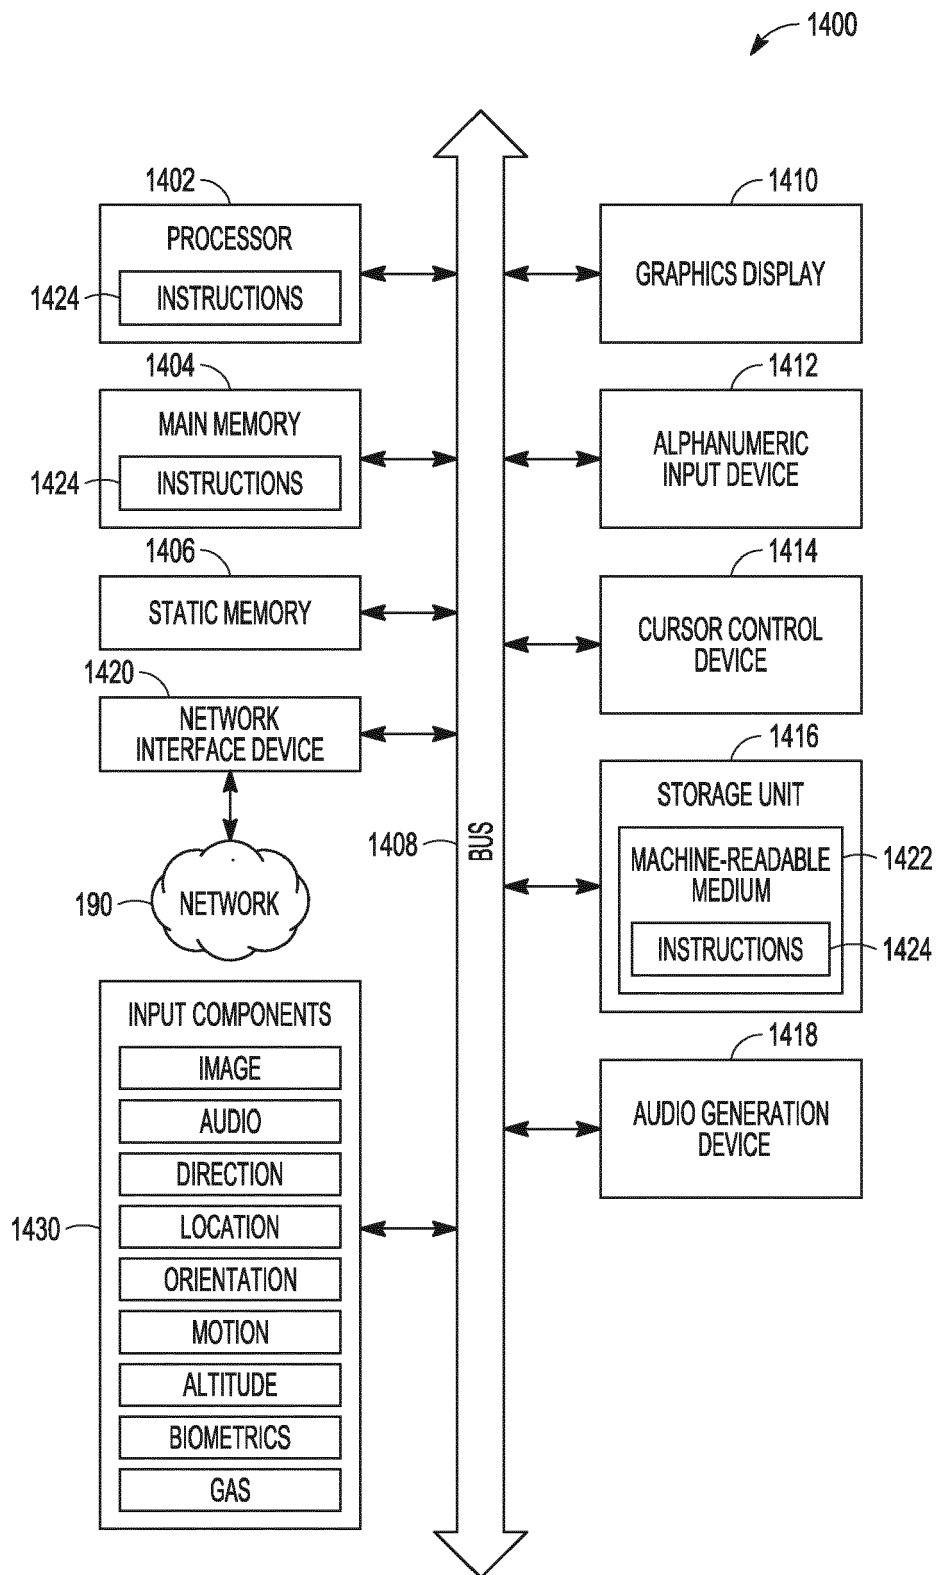 1400
1402
PROCESSOR
1424
INSTRUCTIONS
1404
MAIN MEMORY
1424
INSTRUCTIONS
1406
STATIC MEMORY
1420
NETWORK
INTERFACE DEVICE
190
NETWORK
1430
INPUT COMPONENTS
IMAGE
AUDIO
DIRECTION
LOCATION
ORIENTATION
MOTION
ALTITUDE
BIOMETRICS
GAS
1408
BUS
1410
GRAPHICS DISPLAY
1412
ALPHANUMERIC
INPUT DEVICE
1414
CURSOR CONTROL
DEVICE
1416
STORAGE UNIT
MACHINE-READABLE
MEDIUM
1422
INSTRUCTIONS
1424
1418
AUDIO GENERATION
DEVICE